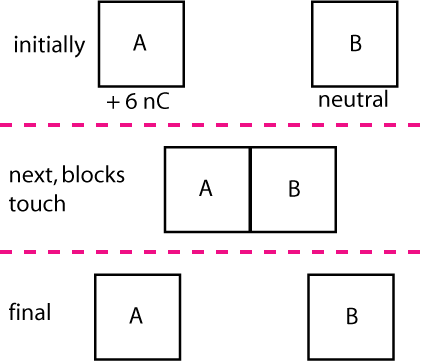 initially
A
B
+ 6 nC
neutral
next, blocks
touch
A
B
final
A
B